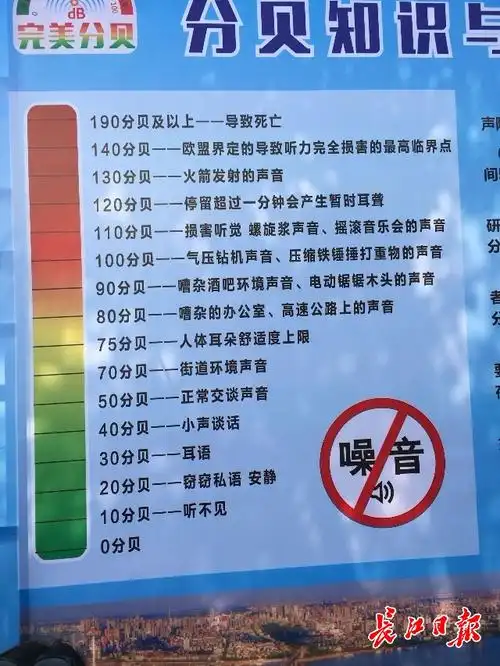 100
dB
完美分贝
分贝知识与
190分贝及以上——导致死亡
140分贝——欧盟界定的导致听力完全损害的最高临界点
130分贝——火箭发射的声音
120分贝——停留超过一分钟会产生暂时耳聋
110分贝——损害听觉 螺旋浆声音、摇滚音乐会的声音
100分贝——气压钻机声音、压缩铁锤捶打重物的声音
90分贝——嘈杂酒吧环境声音、电动锯锯木头的声音
80分贝——嘈杂的办公室、高速公路上的声音
75分贝——人体耳朵舒适度上限
70分贝——街道环境声音
50分贝——正常交谈声音
40分贝——小声谈话
30分贝——耳语
20分贝——窃窃私语 安静
10分贝——听不见
0分贝
噪音
长江日报